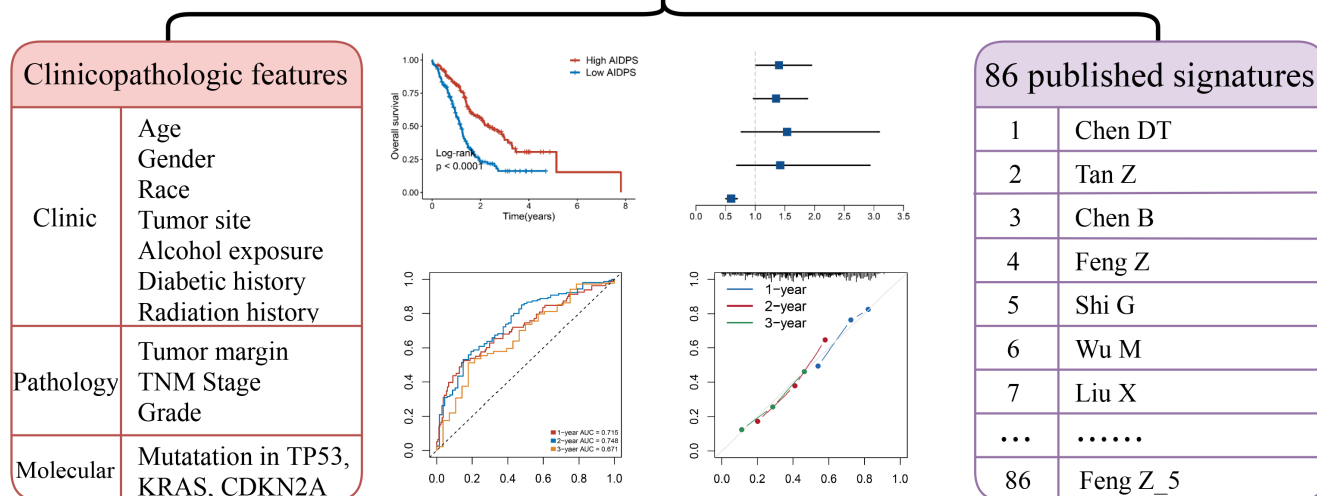 Clinicopathologic features
Clinic
Age
Gender
Race
Tumor site
Alcohol exposure
Diabetic history
Radiation history
Pathology
Tumor margin
TNM Stage
Grade
Molecular
Mutatation in TP53,
KRAS, CDKN2A
High AIDPS
Low AIDPS
Overall survival
1.00
0.75
0.50
0.25
0.00
Log-rank
p < 0.0001
0 2 4 6 8
Time(years)
0.0 0.5 1.0 1.5 2.0 2.5 3.0 3.5
1.0
0.8
0.6
0.4
0.2
0.0
1-year AUC = 0.715
2-year AUC = 0.748
3-yaer AUC = 0.671
0.0 0.2 0.4 0.6 0.8 1.0
1.0
0.8
0.6
0.4
0.2
0.0
1-year
2-year
3-year
0.0 0.2 0.4 0.6 0.8 1.0
86 published signatures
1 Chen DT
2 Tan Z
3 Chen B
4 Feng Z
5 Shi G
6 Wu M
7 Liu X
... ......
86 Feng Z_5